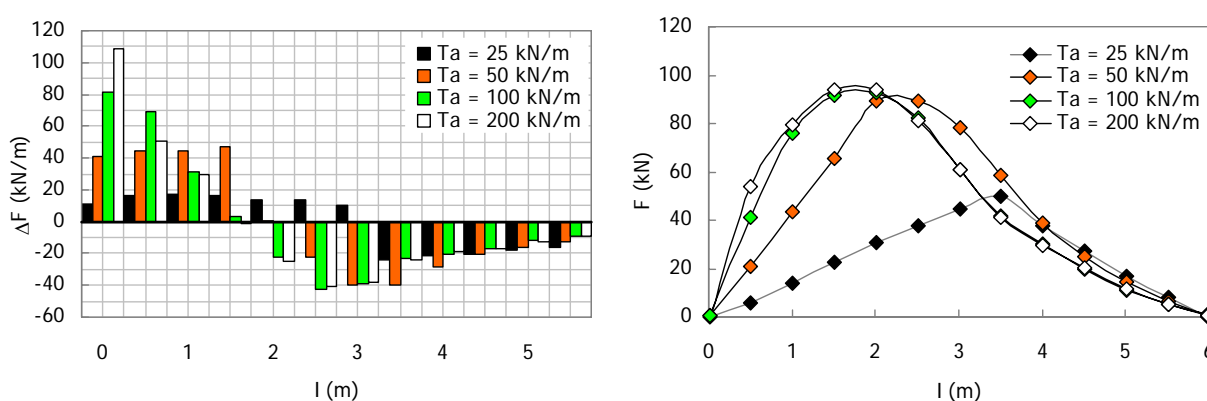 120
100
80
60
40
20
0
-20
-40
-60
ΔF (kN/m)
Ta = 25 kN/m
Ta = 50 kN/m
Ta = 100 kN/m
Ta = 200 kN/m
0 1 2 3 4 5
l (m)
120
100
80
60
40
20
0
F (kN)
Ta = 25 kN/m
Ta = 50 kN/m
Ta = 100 kN/m
Ta = 200 kN/m
0 1 2 3 4 5 6
l (m)